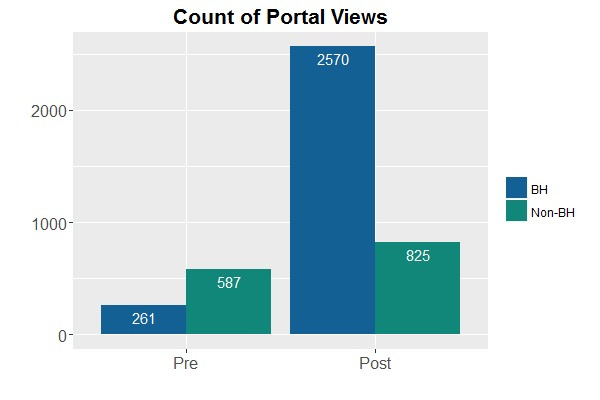 Count of Portal Views
2570
2000
1000
825
587
261
0
Pre
Post
BH
Non-BH